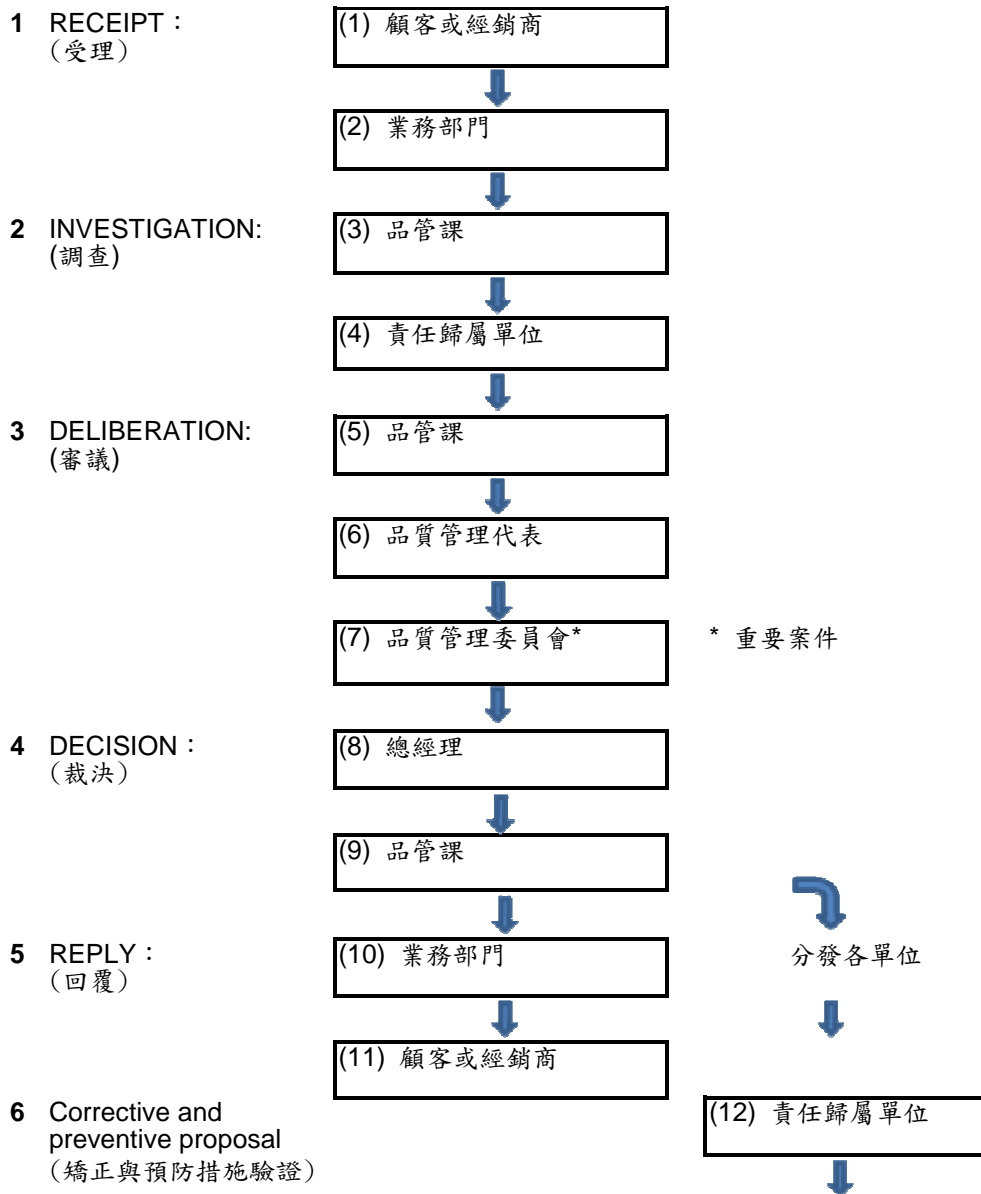 1 RECEIPT：
（受理）
(1) 顧客或經銷商
(2) 業務部門
2 INVESTIGATION:
(調查)
(3) 品管課
(4) 責任歸屬單位
3 DELIBERATION:
(審議)
(5) 品管課
(6) 品質管理代表
(7) 品質管理委員會*
* 重要案件
4 DECISION：
（裁決）
(8) 總經理
(9) 品管課
5 REPLY：
（回覆）
(10) 業務部門
分發各單位
(11) 顧客或經銷商
6 Corrective and
preventive proposal
（矯正與預防措施驗證）
(12) 責任歸屬單位